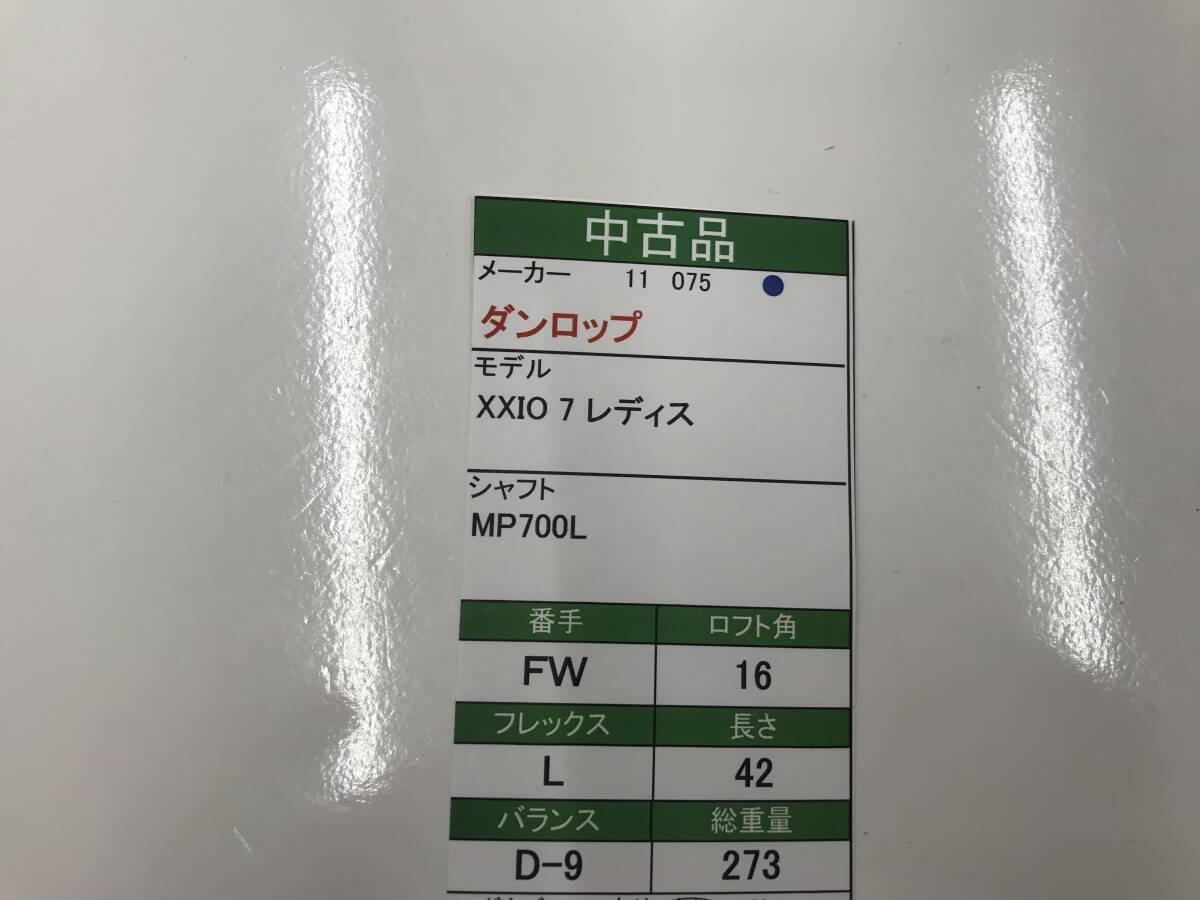 中古品
メーカー 11 075
ダンロップ
モデル
XXIO 7 レディス
シャフト
MP700L
番手 ロフト角
FW 16
フレックス 長さ
L 42
バランス 総重量
D-9 273